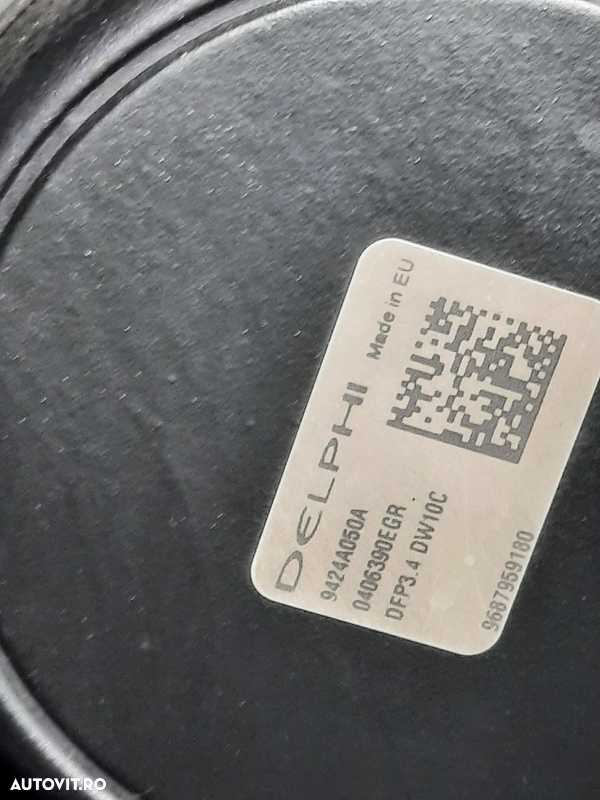 DELPHI
Made in EU
9424A050A
0406390EGR
DFP3.4 DW10C
9687959180
AUTOVIT.RO